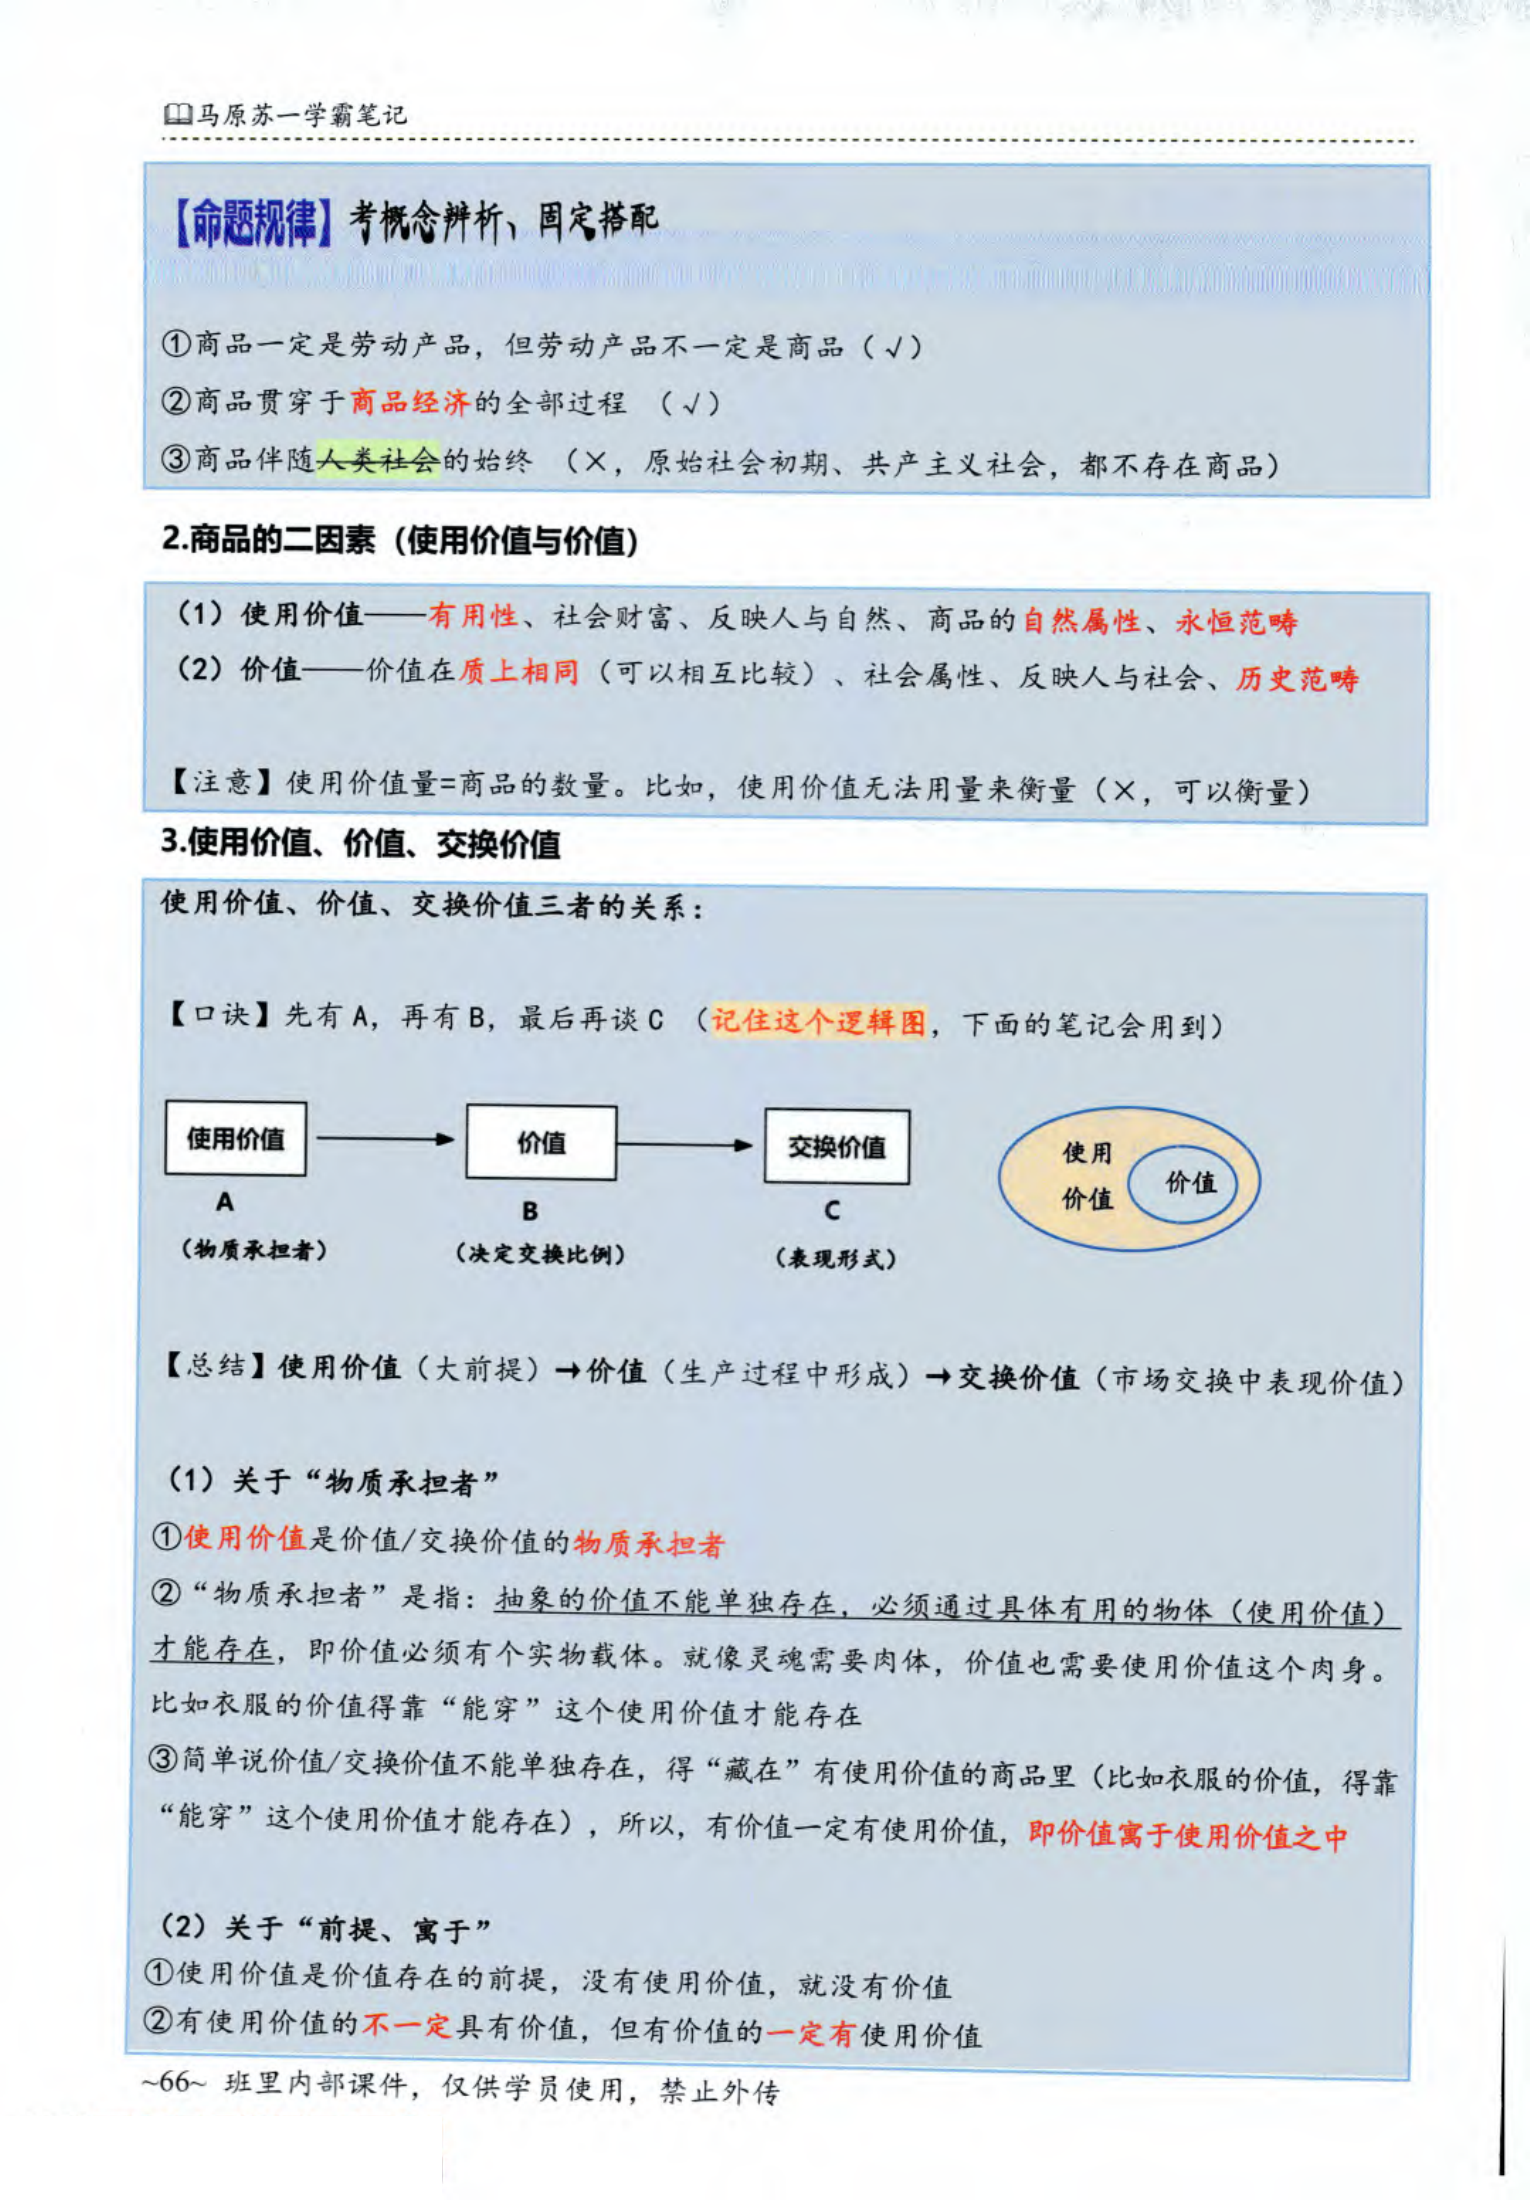 马原苏一学霸笔记
【命题规律】考概念辨析、固定搭配
①商品一定是劳动产品，但劳动产品不一定是商品（√）
②商品贯穿于商品经济的全部过程 （√）
③商品伴随人类社会的始终 （×，原始社会初期、共产主义社会，都不存在商品）
2.商品的二因素（使用价值与价值）
（1）使用价值——有用性、社会财富、反映人与自然、商品的自然属性、永恒范畴
（2）价值——价值在质上相同（可以相互比较）、社会属性、反映人与社会、历史范畴
【注意】使用价值量=商品的数量。比如，使用价值无法用量来衡量（×，可以衡量）
3.使用价值、价值、交换价值
使用价值、价值、交换价值三者的关系：
【口诀】先有A，再有B，最后再谈C （记住这个逻辑图，下面的笔记会用到）
使用价值 价值 交换价值
A B C
（物质承担者） （决定交换比例） （表现形式）
使用
价值
价值
【总结】使用价值（大前提）→价值（生产过程中形成）→交换价值（市场交换中表现价值）
（1）关于“物质承担者”
①使用价值是价值/交换价值的物质承担者
②“物质承担者”是指：抽象的价值不能单独存在，必须通过具体有用的物体（使用价值）
才能存在，即价值必须有个实物载体。就像灵魂需要肉体，价值也需要使用价值这个肉身。
比如衣服的价值得靠“能穿”这个使用价值才能存在
③简单说价值/交换价值不能单独存在，得“藏在”有使用价值的商品里（比如衣服的价值，得靠
“能穿”这个使用价值才能存在），所以，有价值一定有使用价值，即价值寓于使用价值之中
（2）关于“前提、寓于”
①使用价值是价值存在的前提，没有使用价值，就没有价值
②有使用价值的不一定具有价值，但有价值的一定有使用价值
~66~ 班里内部课件，仅供学员使用，禁止外传